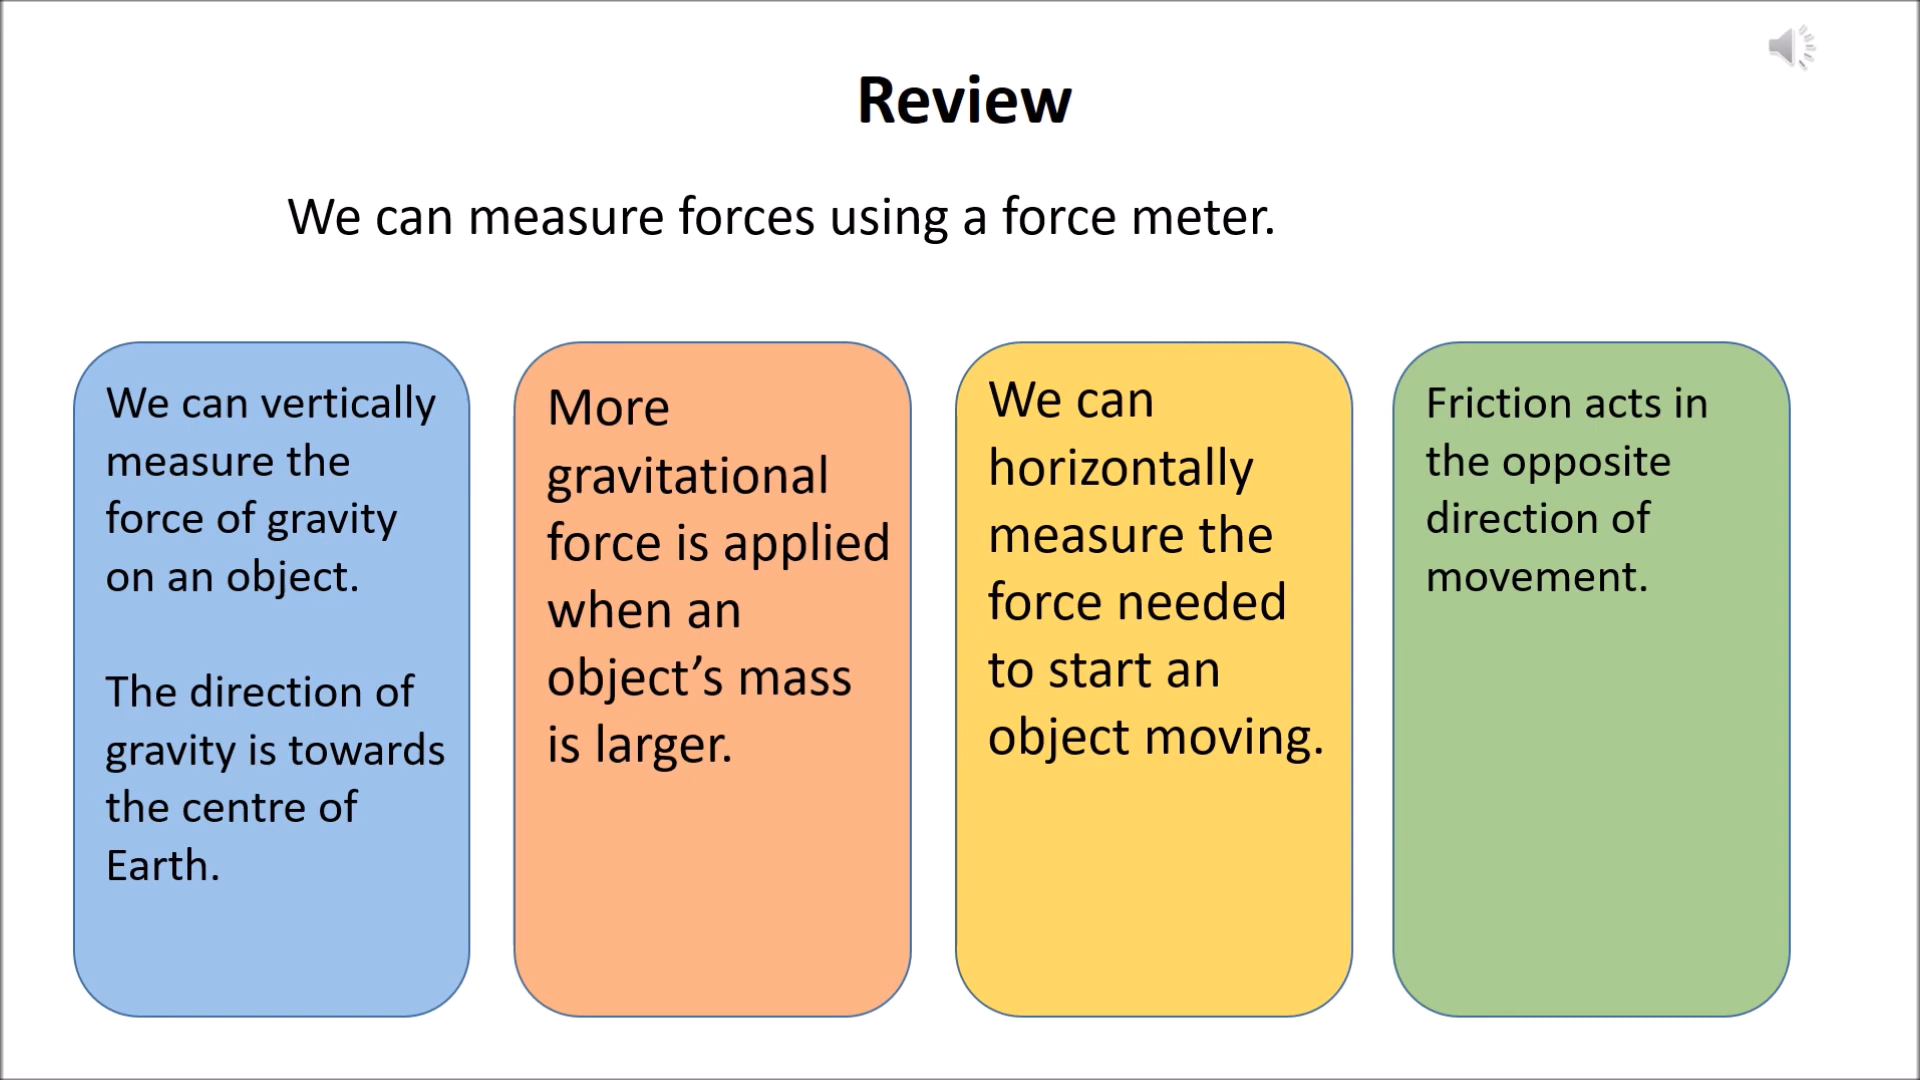 Review
We can measure forces using a force meter.
We can vertically
measure the
force of gravity
on an object.
The direction of
gravity is towards
the centre of
Earth.
More
gravitational
force is applied
when an
object’s mass
is larger.
We can
horizontally
measure the
force needed
to start an
object moving.
Friction acts in
the opposite
direction of
movement.